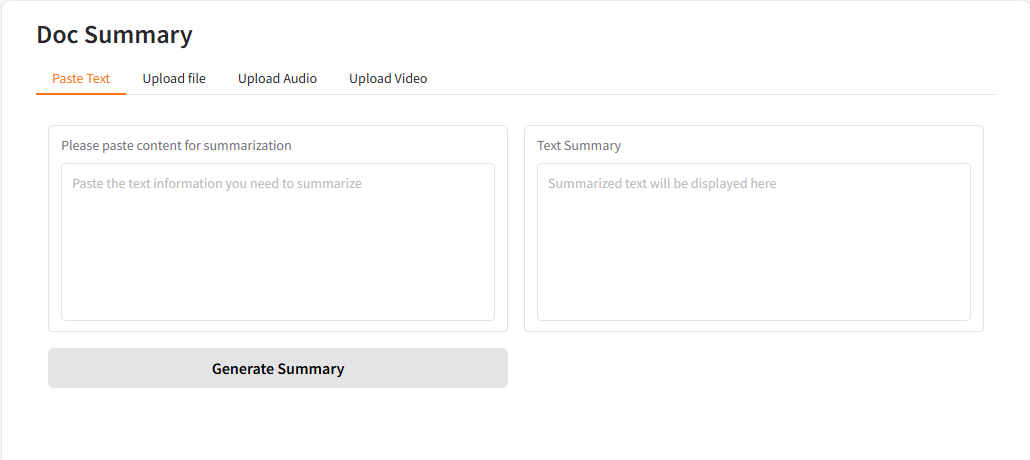 Doc Summary
Paste Text Upload file Upload Audio Upload Video
Please paste content for summarization
Paste the text information you need to summarize
Text Summary
Summarized text will be displayed here
Generate Summary